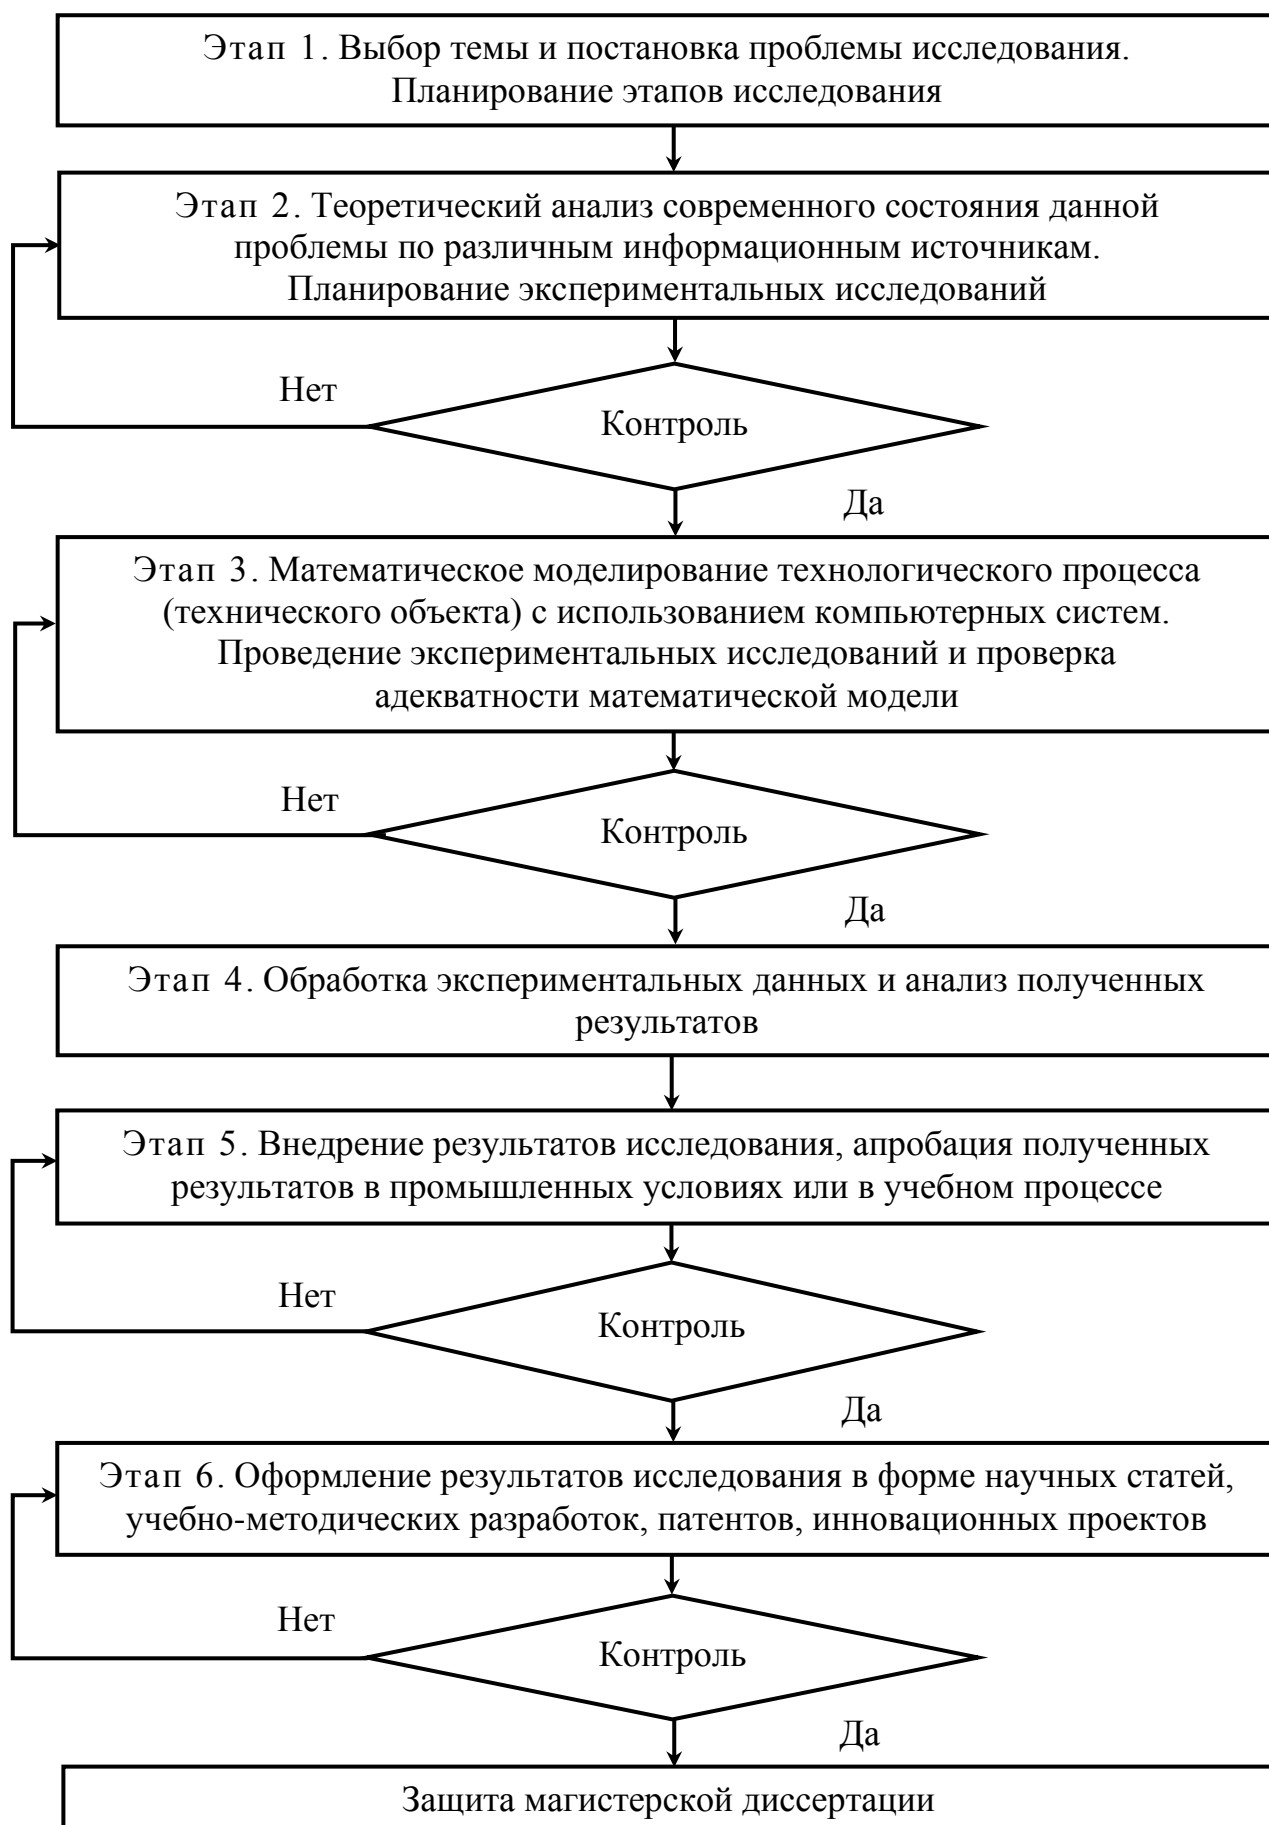 Этап 1. Выбор темы и постановка проблемы исследования.
Планирование этапов исследования
Этап 2. Теоретический анализ современного состояния данной
проблемы по различным информационным источникам.
Планирование экспериментальных исследований
Нет
Контроль
Да
Этап 3. Математическое моделирование технологического процесса
(технического объекта) с использованием компьютерных систем.
Проведение экспериментальных исследований и проверка
адекватности математической модели
Нет
Контроль
Да
Этап 4. Обработка экспериментальных данных и анализ полученных
результатов
Этап 5. Внедрение результатов исследования, апробация полученных
результатов в промышленных условиях или в учебном процессе
Нет
Контроль
Да
Этап 6. Оформление результатов исследования в форме научных статей,
учебно-методических разработок, патентов, инновационных проектов
Нет
Контроль
Да
Защита магистерской диссертации